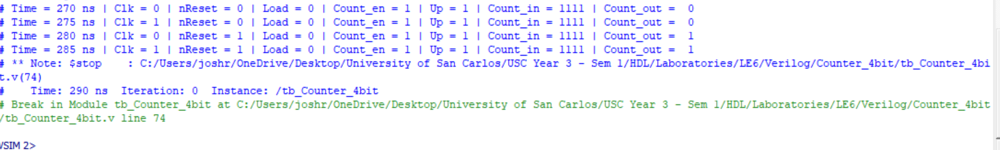 # Time = 270 ns | Clk = 0 | nReset = 0 | Load = 0 | Count_en = 1 | Up = 1 | Count_in = 1111 | Count_out =  0
# Time = 275 ns | Clk = 1 | nReset = 0 | Load = 0 | Count_en = 1 | Up = 1 | Count_in = 1111 | Count_out =  0
# Time = 280 ns | Clk = 0 | nReset = 1 | Load = 0 | Count_en = 1 | Up = 1 | Count_in = 1111 | Count_out =  1
# Time = 285 ns | Clk = 1 | nReset = 1 | Load = 0 | Count_en = 1 | Up = 1 | Count_in = 1111 | Count_out =  1
# ** Note: $stop    : C:/Users/joshr/OneDrive/Desktop/University of San Carlos/USC Year 3 - Sem 1/HDL/Laboratories/LE6/Verilog/Counter_4bit/tb_Counter_4bi
t.v(74)
#    Time: 290 ns  Iteration: 0  Instance: /tb_Counter_4bit
# Break in Module tb_Counter_4bit at C:/Users/joshr/OneDrive/Desktop/University of San Carlos/USC Year 3 - Sem 1/HDL/Laboratories/LE6/Verilog/Counter_4bit
/tb_Counter_4bit.v line 74
VSIM 2>